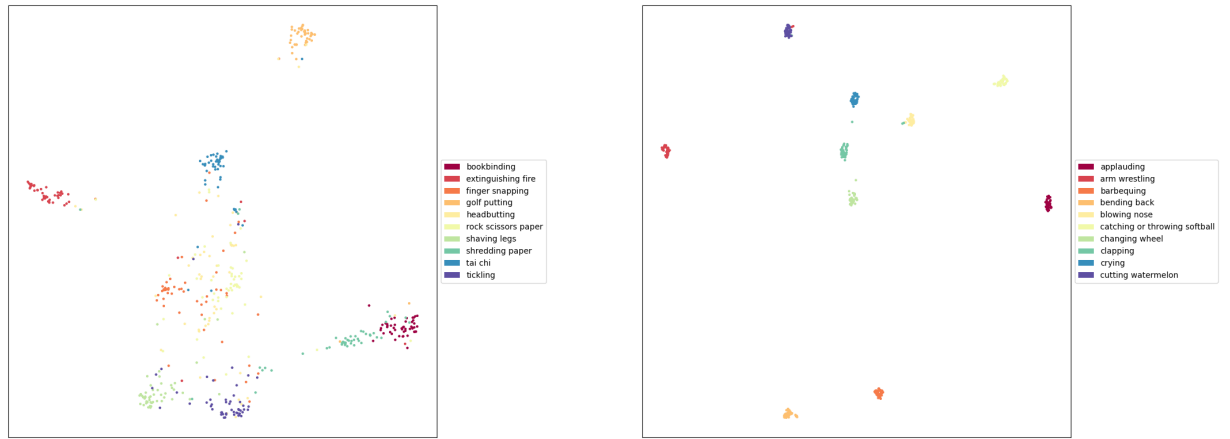 bookbinding
extinguishing fire
finger snapping
golf putting
headbutting
rock scissors paper
shaving legs
shredding paper
tai chi
tickling
applauding
arm wrestling
barbequing
bending back
blowing nose
catching or throwing softball
changing wheel
clapping
crying
cutting watermelon